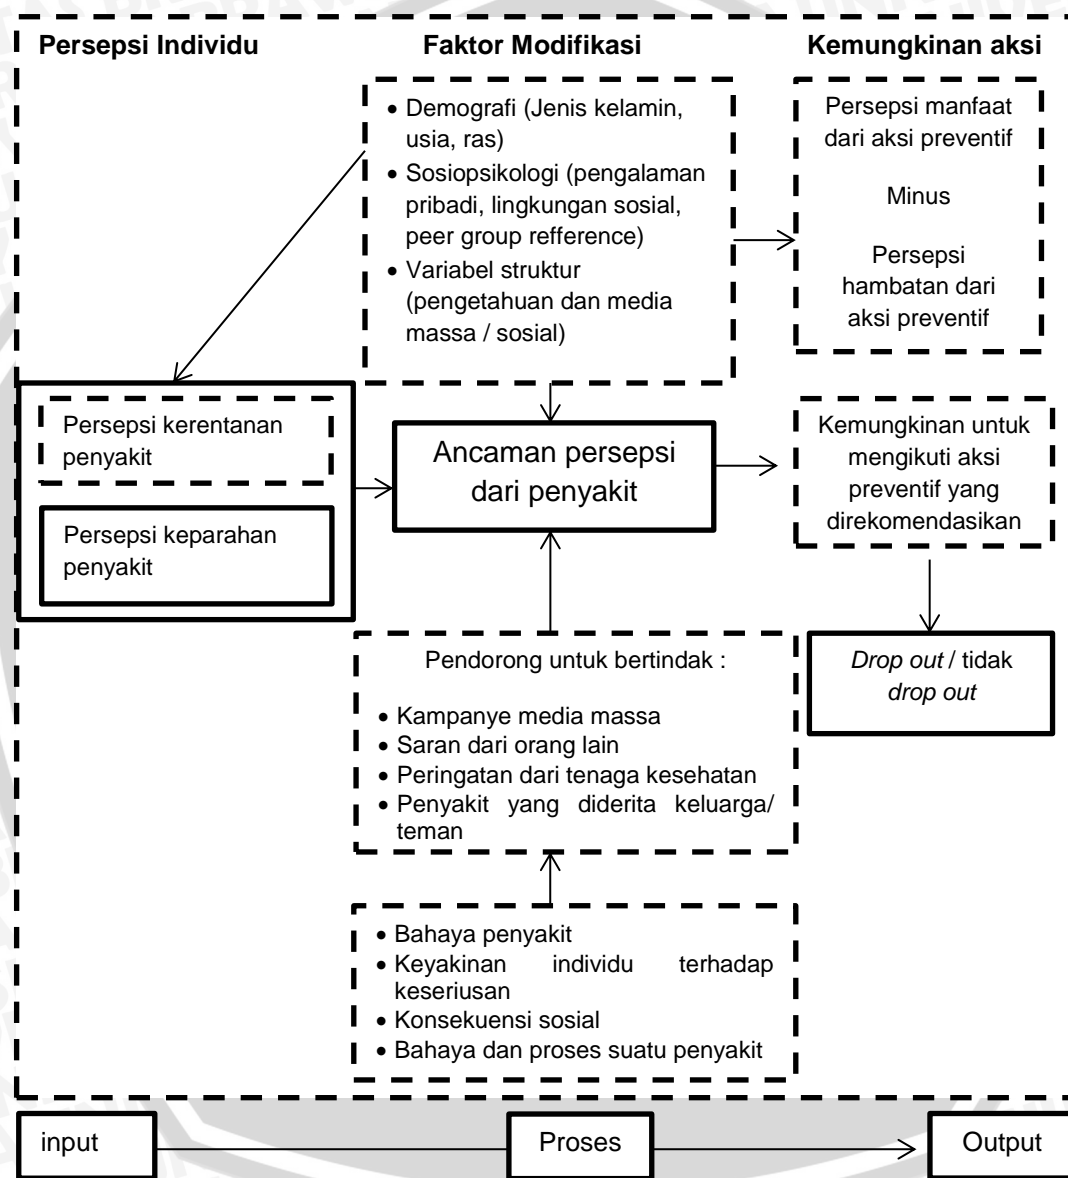 Persepsi Individu
Faktor Modifikasi
Kemungkinan aksi
• Demografi (Jenis kelamin,
usia, ras)
• Sosiopsikologi (pengalaman
pribadi, lingkungan sosial,
peer group refference)
• Variabel struktur
(pengetahuan dan media
massa / sosial)
Persepsi manfaat
dari aksi preventif
Minus
Persepsi
hambatan dari
aksi preventif
Persepsi kerentanan
penyakit
Persepsi keparahan
penyakit
Ancaman persepsi
dari penyakit
Kemungkinan untuk
mengikuti aksi
preventif yang
direkomendasikan
Drop out / tidak
drop out
Pendorong untuk bertindak :
• Kampanye media massa
• Saran dari orang lain
• Peringatan dari tenaga kesehatan
• Penyakit yang diderita keluarga/
teman
• Bahaya penyakit
• Keyakinan individu terhadap
keseriusan
• Konsekuensi sosial
• Bahaya dan proses suatu penyakit
input
Proses
Output